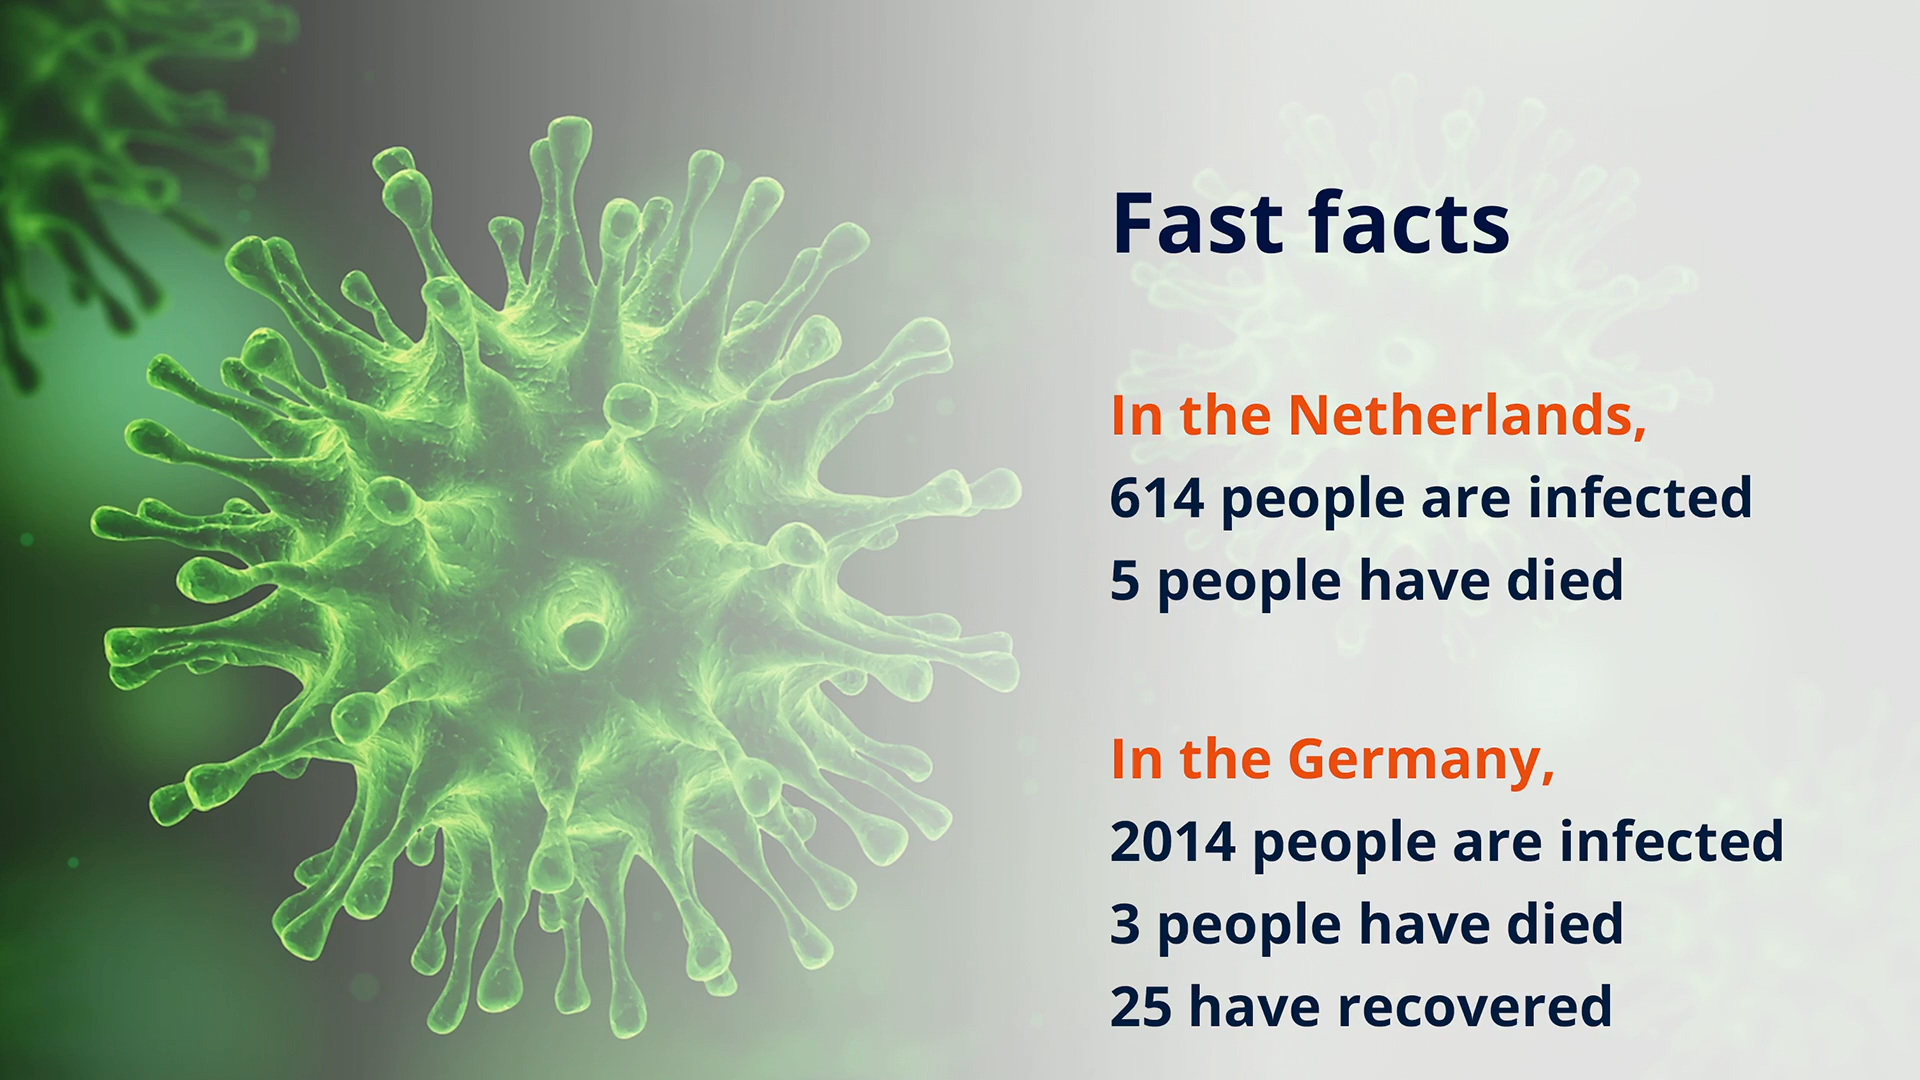 Fast facts
In the Netherlands,
614 people are infected
5 people have died
In the Germany,
2014 people are infected
3 people have died
25 have recovered